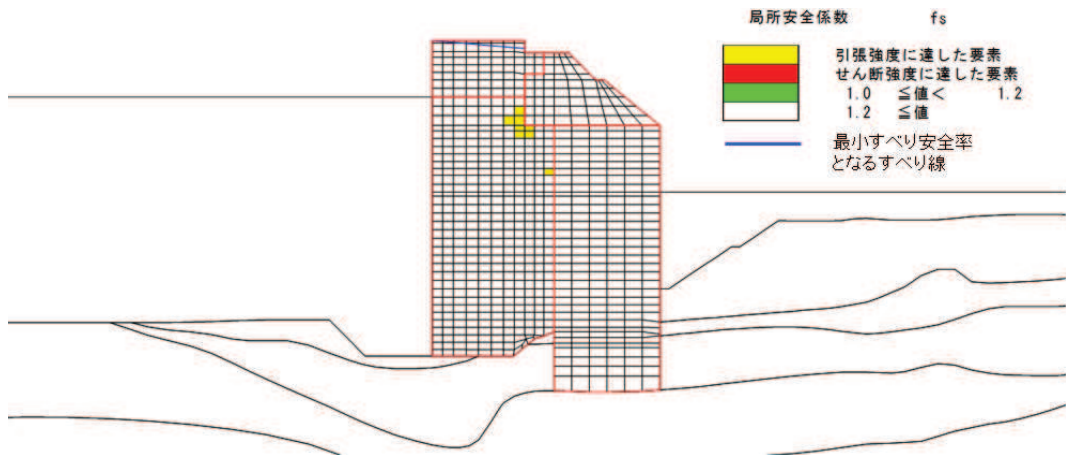 局所安全係数 fs
引張強度に達した要素
せん断強度に達した要素
1.0 ≦値< 1.2
1.2 ≦値
最小すべり安全率
となるすべり線